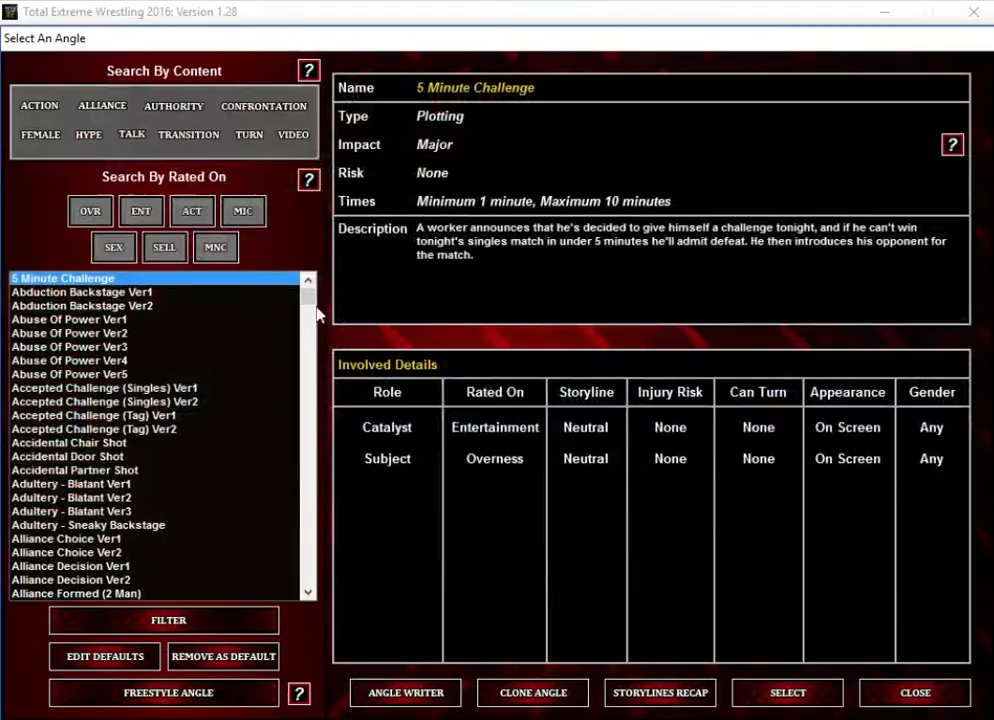 Total Extreme Wrestling 2016: Version 1.28
Select An Angle
Search By Content
?
ACTION ALLIANCE AUTHORITY CONFRONTATION
FEMALE HYPE TALK TRANSITION TURN VIDEO
Search By Rated On
?
OVR ENT ACT MIC
SEX SELL MNC
5 Minute Challenge
Abduction Backstage Ver1
Abduction Backstage Ver2
Abuse Of Power Ver1
Abuse Of Power Ver2
Abuse Of Power Ver3
Abuse Of Power Ver4
Abuse Of Power Ver5
Accepted Challenge (Singles) Ver1
Accepted Challenge (Singles) Ver2
Accepted Challenge (Tag) Ver1
Accepted Challenge (Tag) Ver2
Accidental Chair Shot
Accidental Door Shot
Accidental Partner Shot
Adultery - Blatant Ver1
Adultery - Blatant Ver2
Adultery - Blatant Ver3
Adultery - Sneaky Backstage
Alliance Choice Ver1
Alliance Choice Ver2
Alliance Decision Ver1
Alliance Decision Ver2
Alliance Formed (2 Man)
FILTER
EDIT DEFAULTS REMOVE AS DEFAULT
FREESTYLE ANGLE ?
Name 5 Minute Challenge
Type Plotting
Impact Major
?
Risk None
Times Minimum 1 minute, Maximum 10 minutes
Description A worker announces that he's decided to give himself a challenge tonight, and if he can't win
tonight's singles match in under 5 minutes he'll admit defeat. He then introduces his opponent for
the match.
Involved Details
Role Rated On Storyline Injury Risk Can Turn Appearance Gender
Catalyst Entertainment Neutral None None On Screen Any
Subject Overness Neutral None None On Screen Any
ANGLE WRITER CLONE ANGLE STORYLINES RECAP SELECT CLOSE